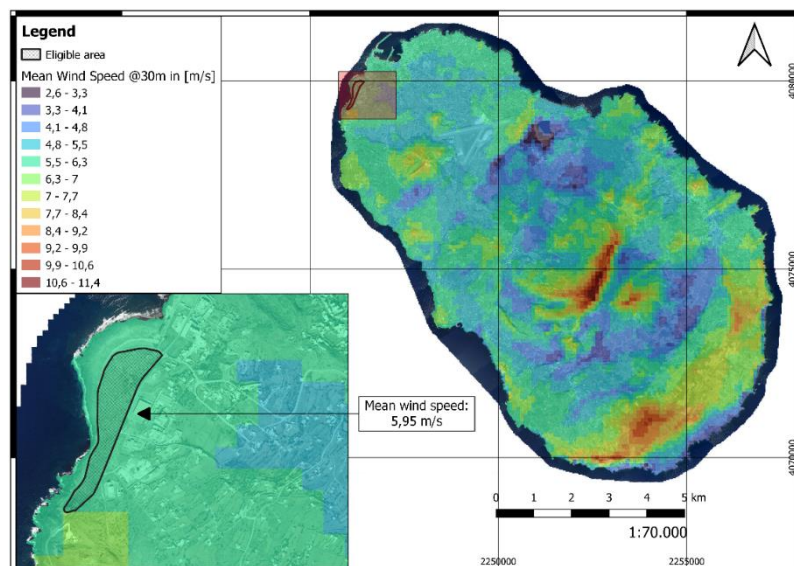 Legend
Eligible area
Mean Wind Speed @30m in [m/s]
2,6 - 3,3
3,3 - 4,1
4,1 - 4,8
4,8 - 5,5
5,5 - 6,3
6,3 - 7
7 - 7,7
7,7 - 8,4
8,4 - 9,2
9,2 - 9,9
9,9 - 10,6
10,6 - 11,4
Mean wind speed:
5,95 m/s
4080000
4075000
4070000
0 1 2 3 4 5 km
1:70.000
2250000
2255000